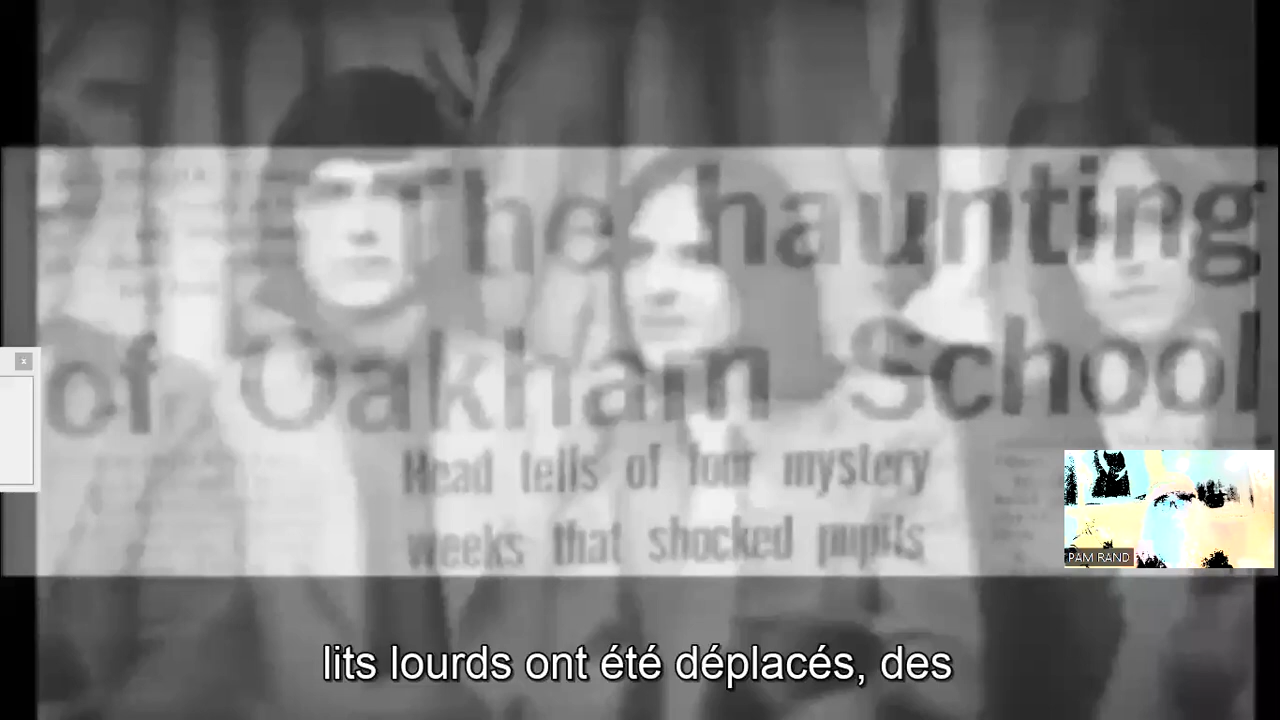 The haunting
of Oakham School
Head tells of four mystery
weeks that shocked pupils
PAM RAND
lits lourds ont été déplacés, des